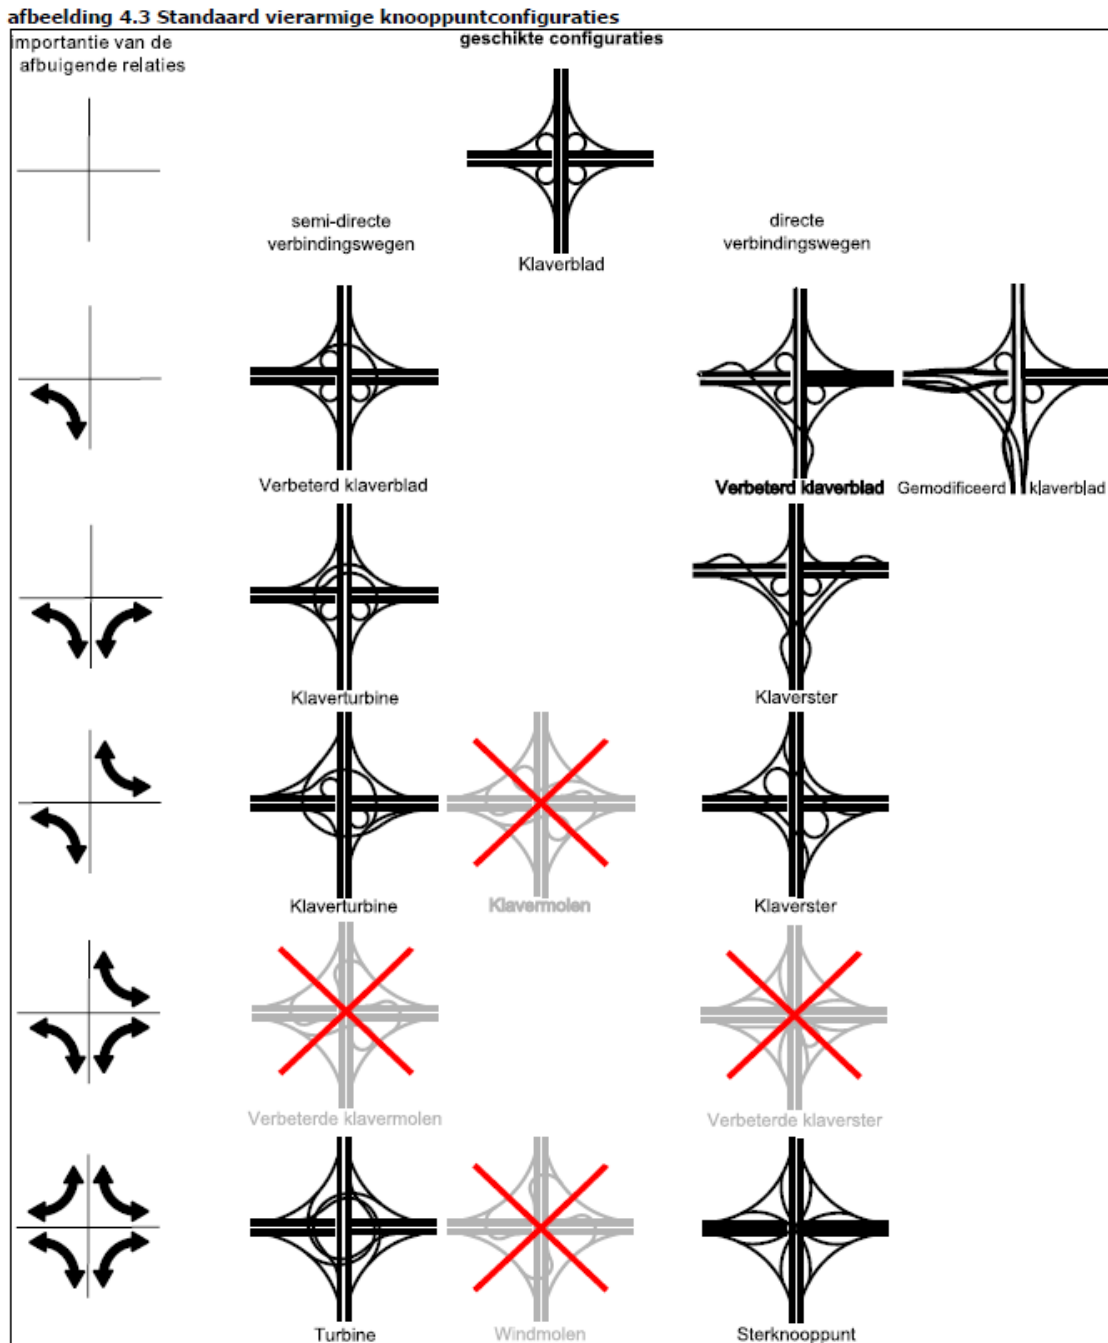 afbeelding 4.3 Standaard vierarmige knooppuntconfiguraties
importantie van de
afbuigende relaties
geschikte configuraties
Klaverblad
semi-directe
verbindingswegen
directe
verbindingswegen
Verbeterd klaverblad
Verbeterd klaverblad
Gemodificeerd klaverblad
Klaverturbine
Klaverster
Klaverturbine
Klavermolen
Klaverster
Verbeterde klavermolen
Verbeterde klaverster
Turbine
Windmolen
Sterknooppunt